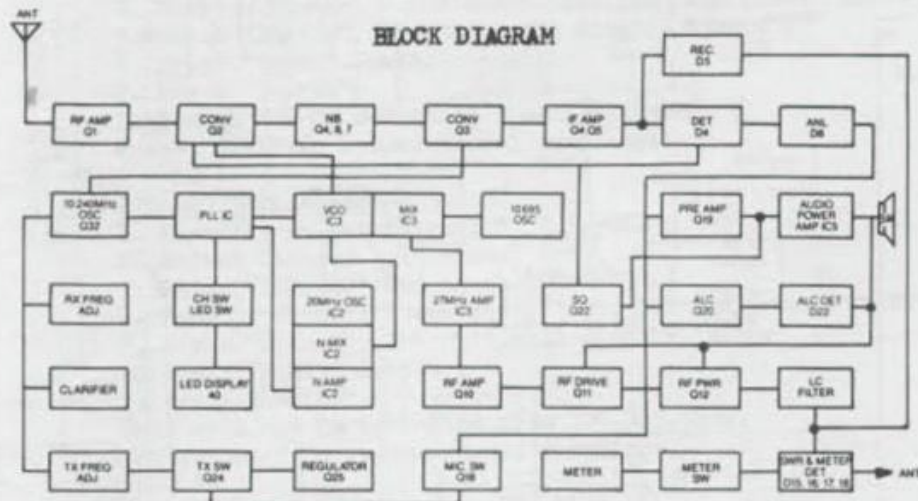 ANT
BLOCK DIAGRAM
REC
D5
RF AMP
Q1
CONV
Q2
NB
Q4, 8, 7
CONV
Q3
IF AMP
Q4 Q5
DET
D4
ANL
D6
10.240MHz
OSC
Q32
PLL IC
VCO
IC3
MIX
IC3
10.695
OSC
PRE AMP
Q19
AUDIO
POWER
AMP IC5
RX FREQ
ADJ
CH SW
LED SW
20MHz OSC
IC2
27MHz AMP
IC3
SQ
Q22
ALC
Q20
ALC DET
D22
N MIX
IC2
CLARIFIER
LED DISPLAY
40
N AMP
IC2
RF AMP
Q10
RF DRIVE
Q11
RF PWR
Q12
LC
FILTER
TX FREQ
ADJ
TX SW
Q24
REGULATOR
Q25
MIC SW
Q18
METER
METER
SW
SWR & METER
DET
D15, 16, 17, 18
ANT